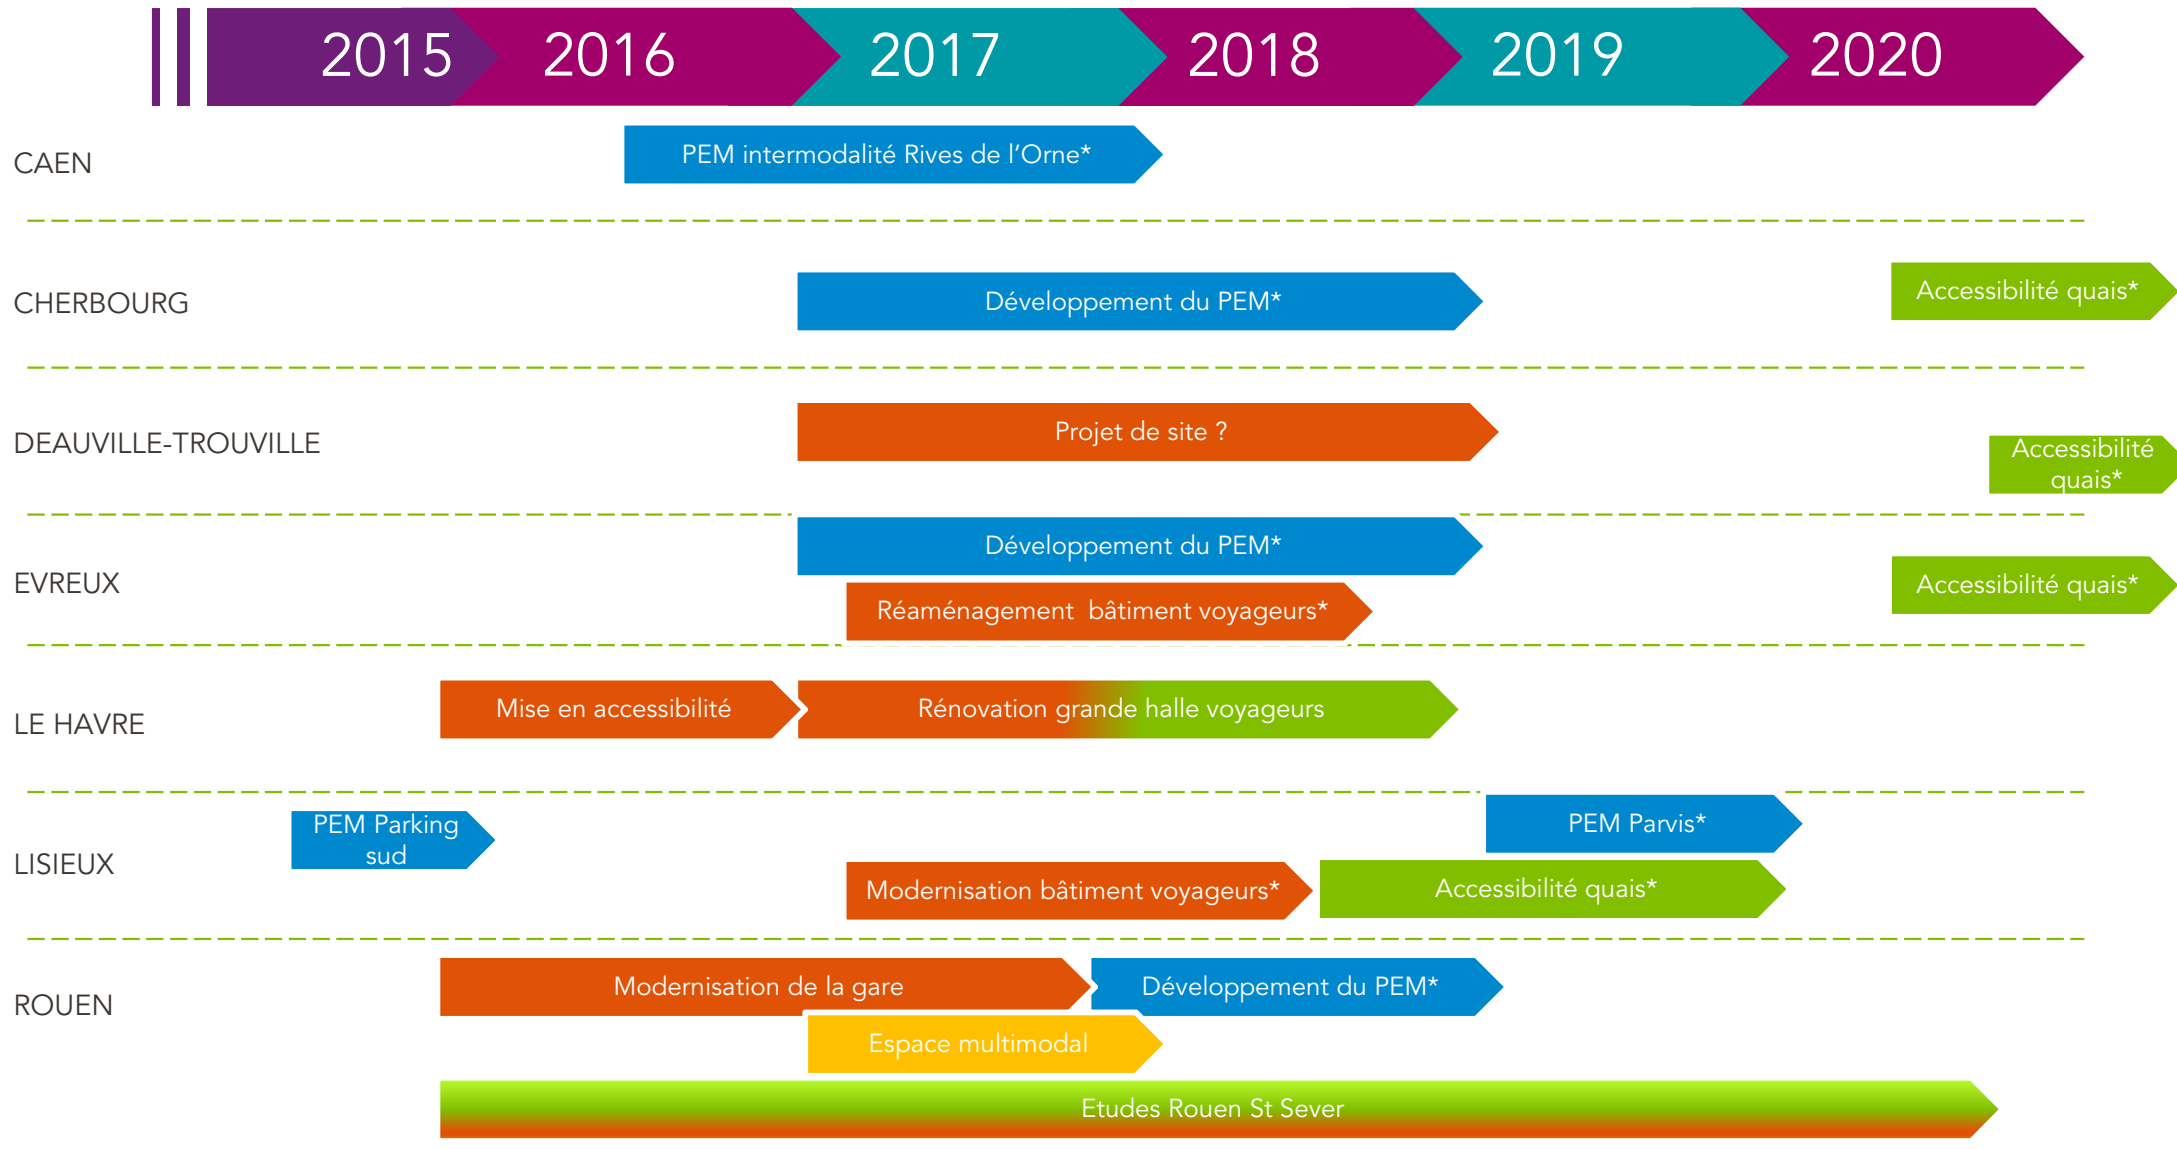 2015 2016 2017 2018 2019 2020
CAEN
PEM intermodalité Rives de l'Orne*
CHERBOURG
Développement du PEM*
Accessibilité quais*
DEAUVILLE-TROUVILLE
Projet de site ?
Accessibilité
quais*
EVREUX
Développement du PEM*
Réaménagement bâtiment voyageurs*
Accessibilité quais*
LE HAVRE
Mise en accessibilité
Rénovation grande halle voyageurs
LISIEUX
PEM Parking
sud
PEM Parvis*
Modernisation bâtiment voyageurs*
Accessibilité quais*
ROUEN
Modernisation de la gare
Développement du PEM*
Espace multimodal
Etudes Rouen St Sever